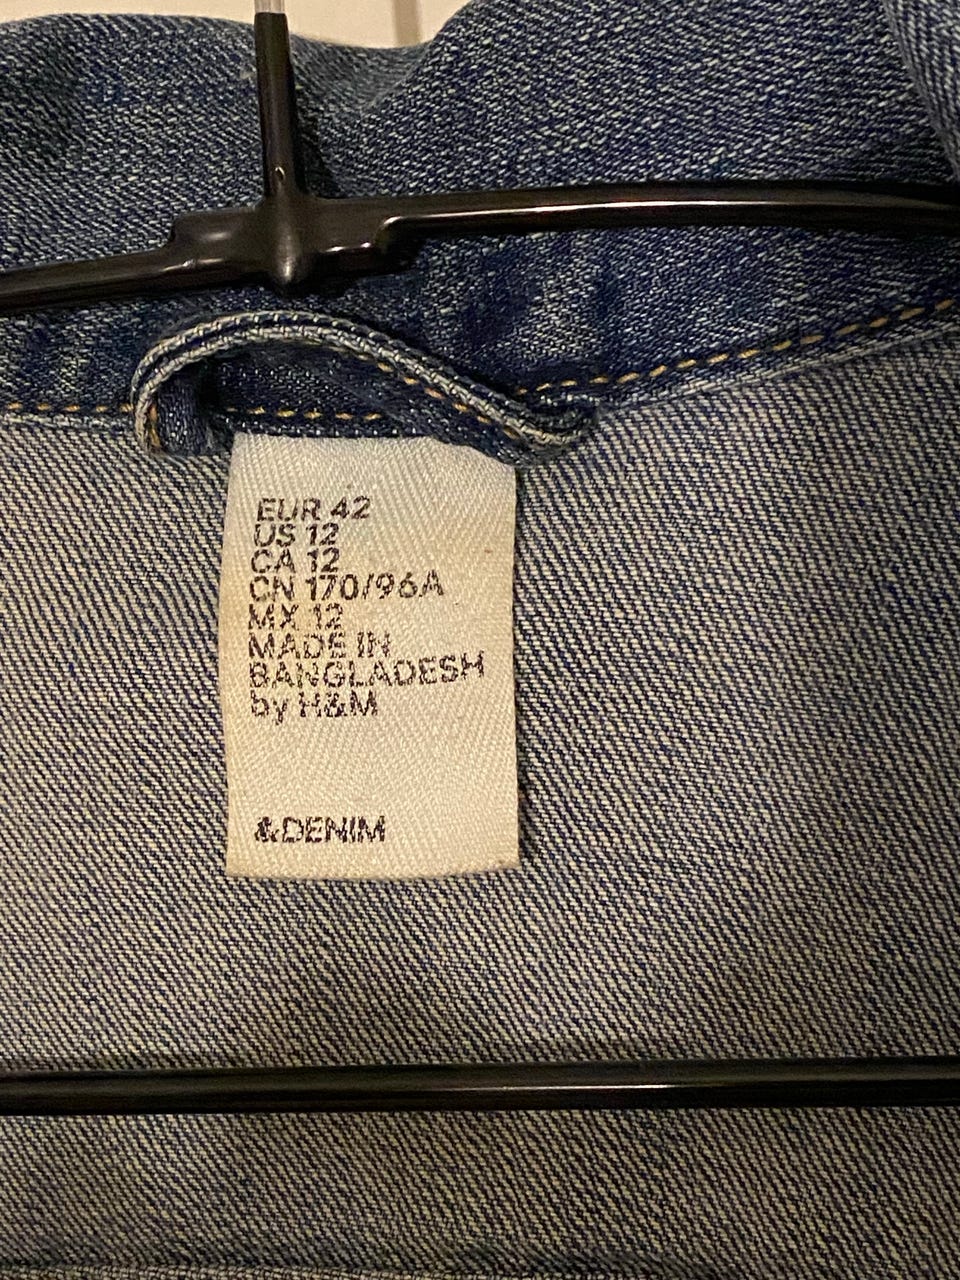 EUR 42
US 12
CA 12
CN 170/96A
MX 12
MADE IN
BANGLADESH
by H&M
&DENIM